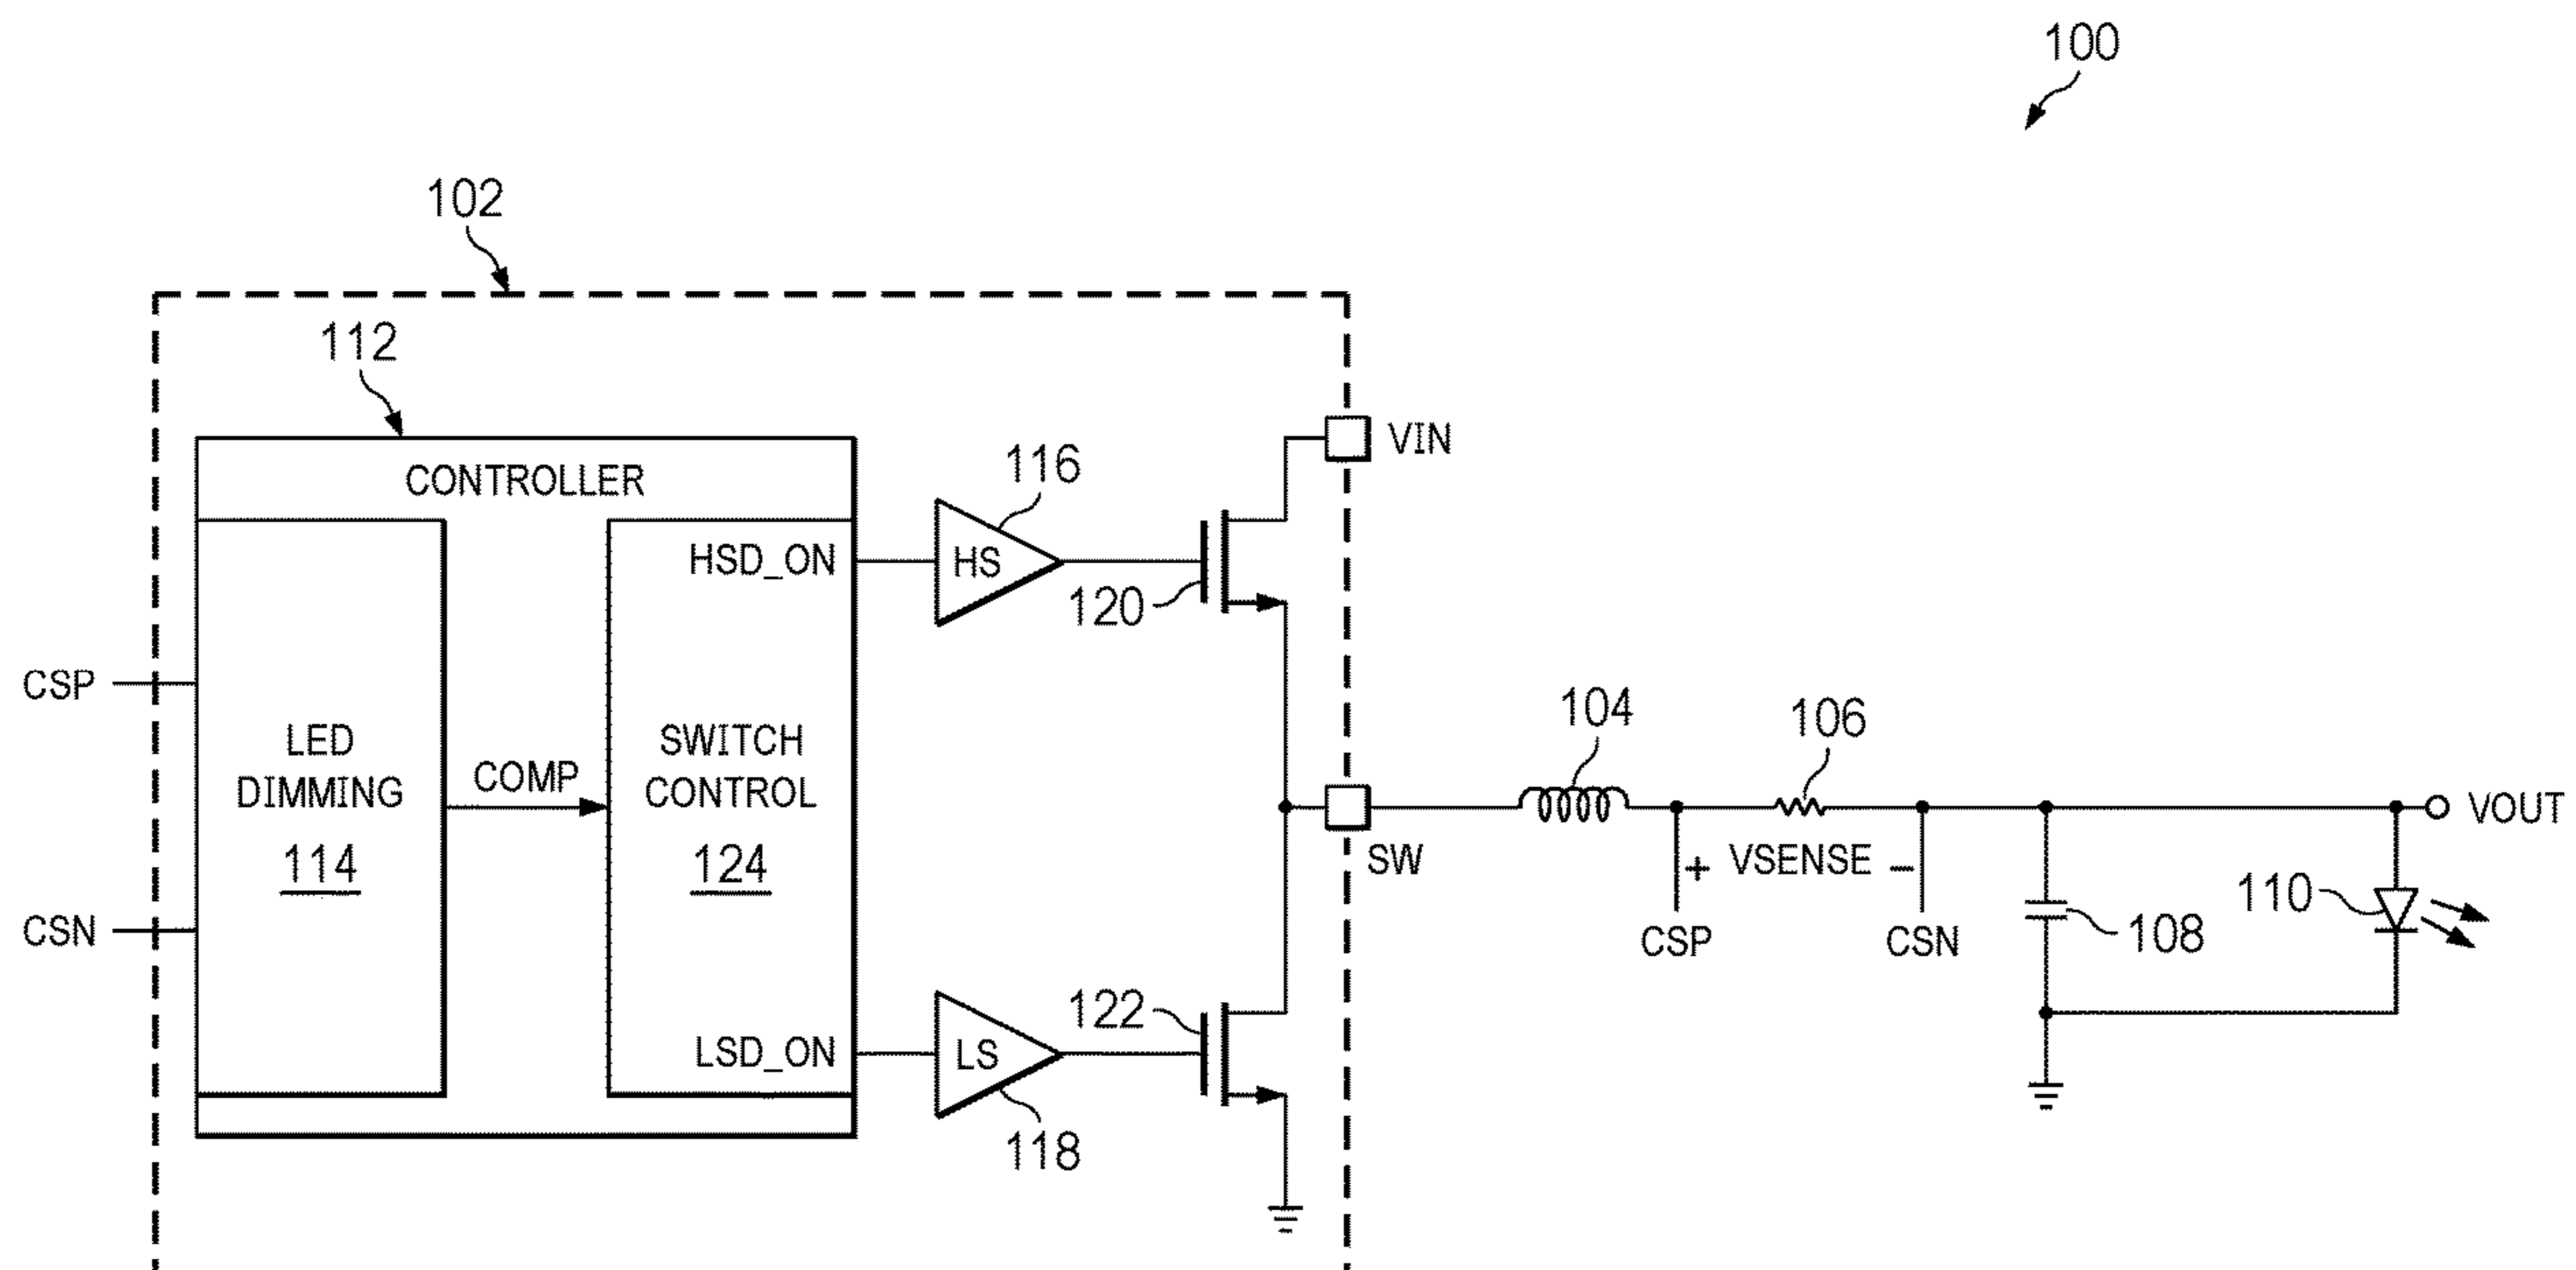 100
102
112
CONTROLLER
116
VIN
HSD_ON
HS
120
CSP
LED
DIMMING
114
COMP
SWITCH
CONTROL
124
104
106
VOUT
SW
+ VSENSE −
110
CSN
CSP
CSN
108
122
LSD_ON
LS
118